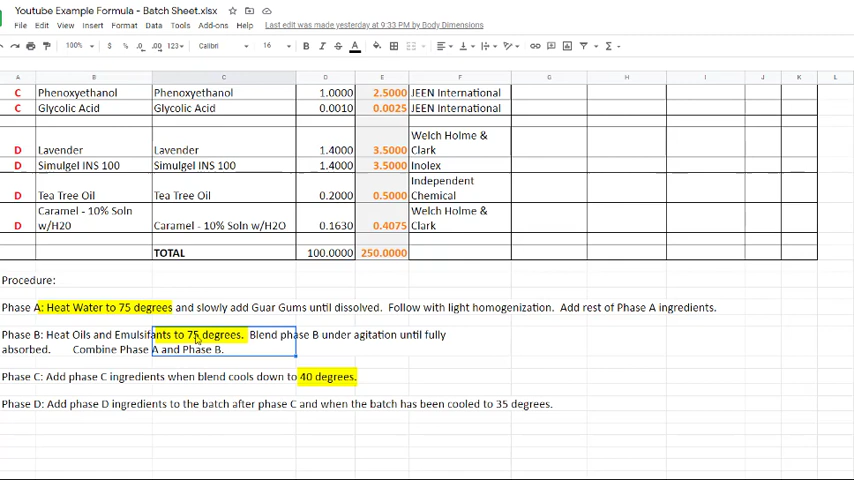 Youtube Example Formula - Batch Sheet.xlsx
File Edit View Insert Format Data Tools Add-ons Help Last edit was made yesterday at 9:33 PM by Body Dimensions
100% $ % .0 .00 123 Calibri 16 B I S A
A B C D E F G H I J K L
C Phenoxyethanol Phenoxyethanol 1.0000 2.5000 JEEN International
C Glycolic Acid Glycolic Acid 0.0010 0.0025 JEEN International
D Lavender Lavender 1.4000 3.5000 Welch Holme & Clark
D Simulgel INS 100 Simulgel INS 100 1.4000 3.5000 Inolex
D Tea Tree Oil Tea Tree Oil 0.2000 0.5000 Independent Chemical
D Caramel - 10% Soln w/H20 Caramel - 10% Soln w/H2O 0.1630 0.4075 Welch Holme & Clark
TOTAL 100.0000 250.0000
Procedure:
Phase A: Heat Water to 75 degrees and slowly add Guar Gums until dissolved. Follow with light homogenization. Add rest of Phase A ingredients.
Phase B: Heat Oils and Emulsifants to 75 degrees. Blend phase B under agitation until fully
absorbed. Combine Phase A and Phase B.
Phase C: Add phase C ingredients when blend cools down to 40 degrees.
Phase D: Add phase D ingredients to the batch after phase C and when the batch has been cooled to 35 degrees.